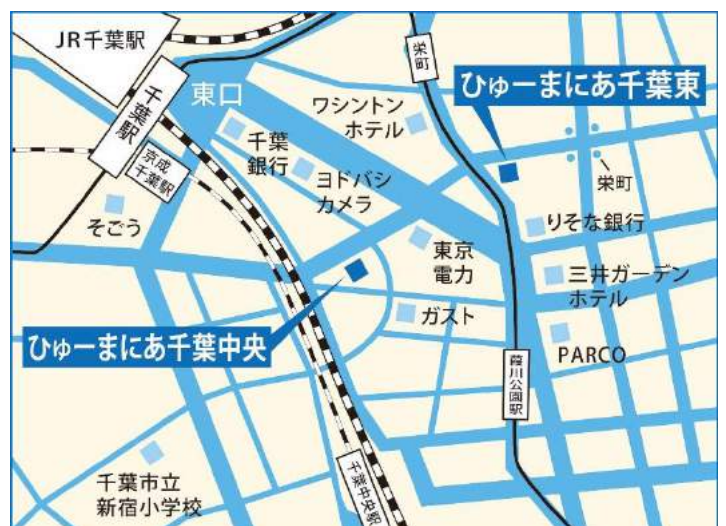 JR千葉駅
千葉駅
東口
京成
千葉駅
そごう
千葉
銀行
ヨドバシ
カメラ
ワシントン
ホテル
栄町
ひゅーまにあ千葉東
栄町
りそな銀行
東京
電力
三井ガーデン
ホテル
ひゅーまにあ千葉中央
ガスト
PARCO
葭川公園駅
千葉市立
新宿小学校
千葉中央駅